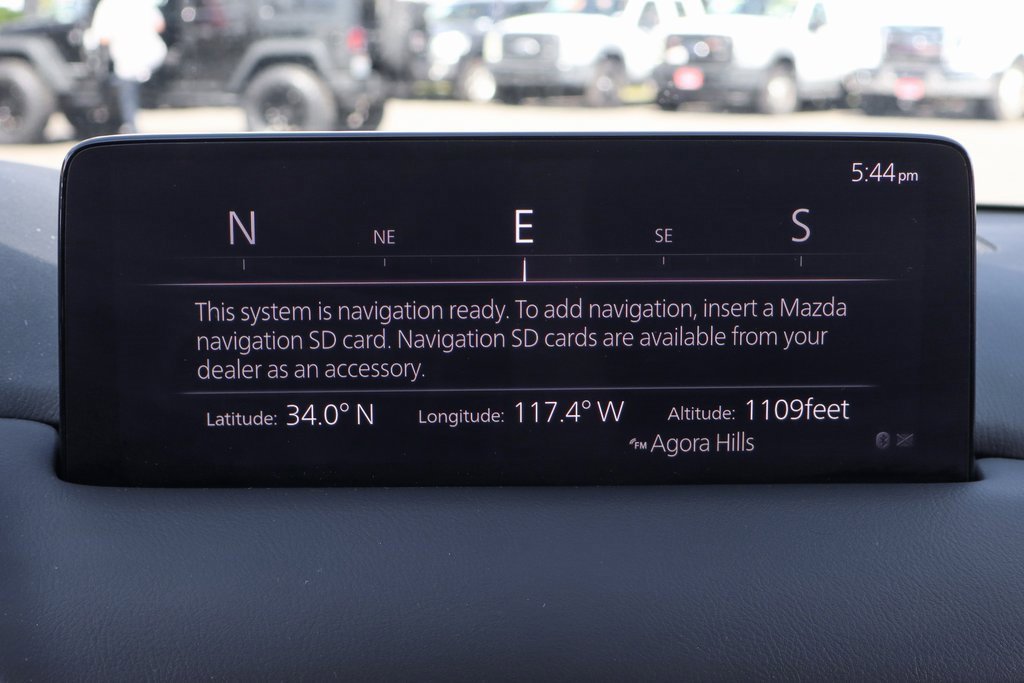 5:44 pm
N NE E SE S
This system is navigation ready. To add navigation, insert a Mazda
navigation SD card. Navigation SD cards are available from your
dealer as an accessory.
Latitude: 34.0° N Longitude: 117.4° W Altitude: 1109feet
FM Agora Hills